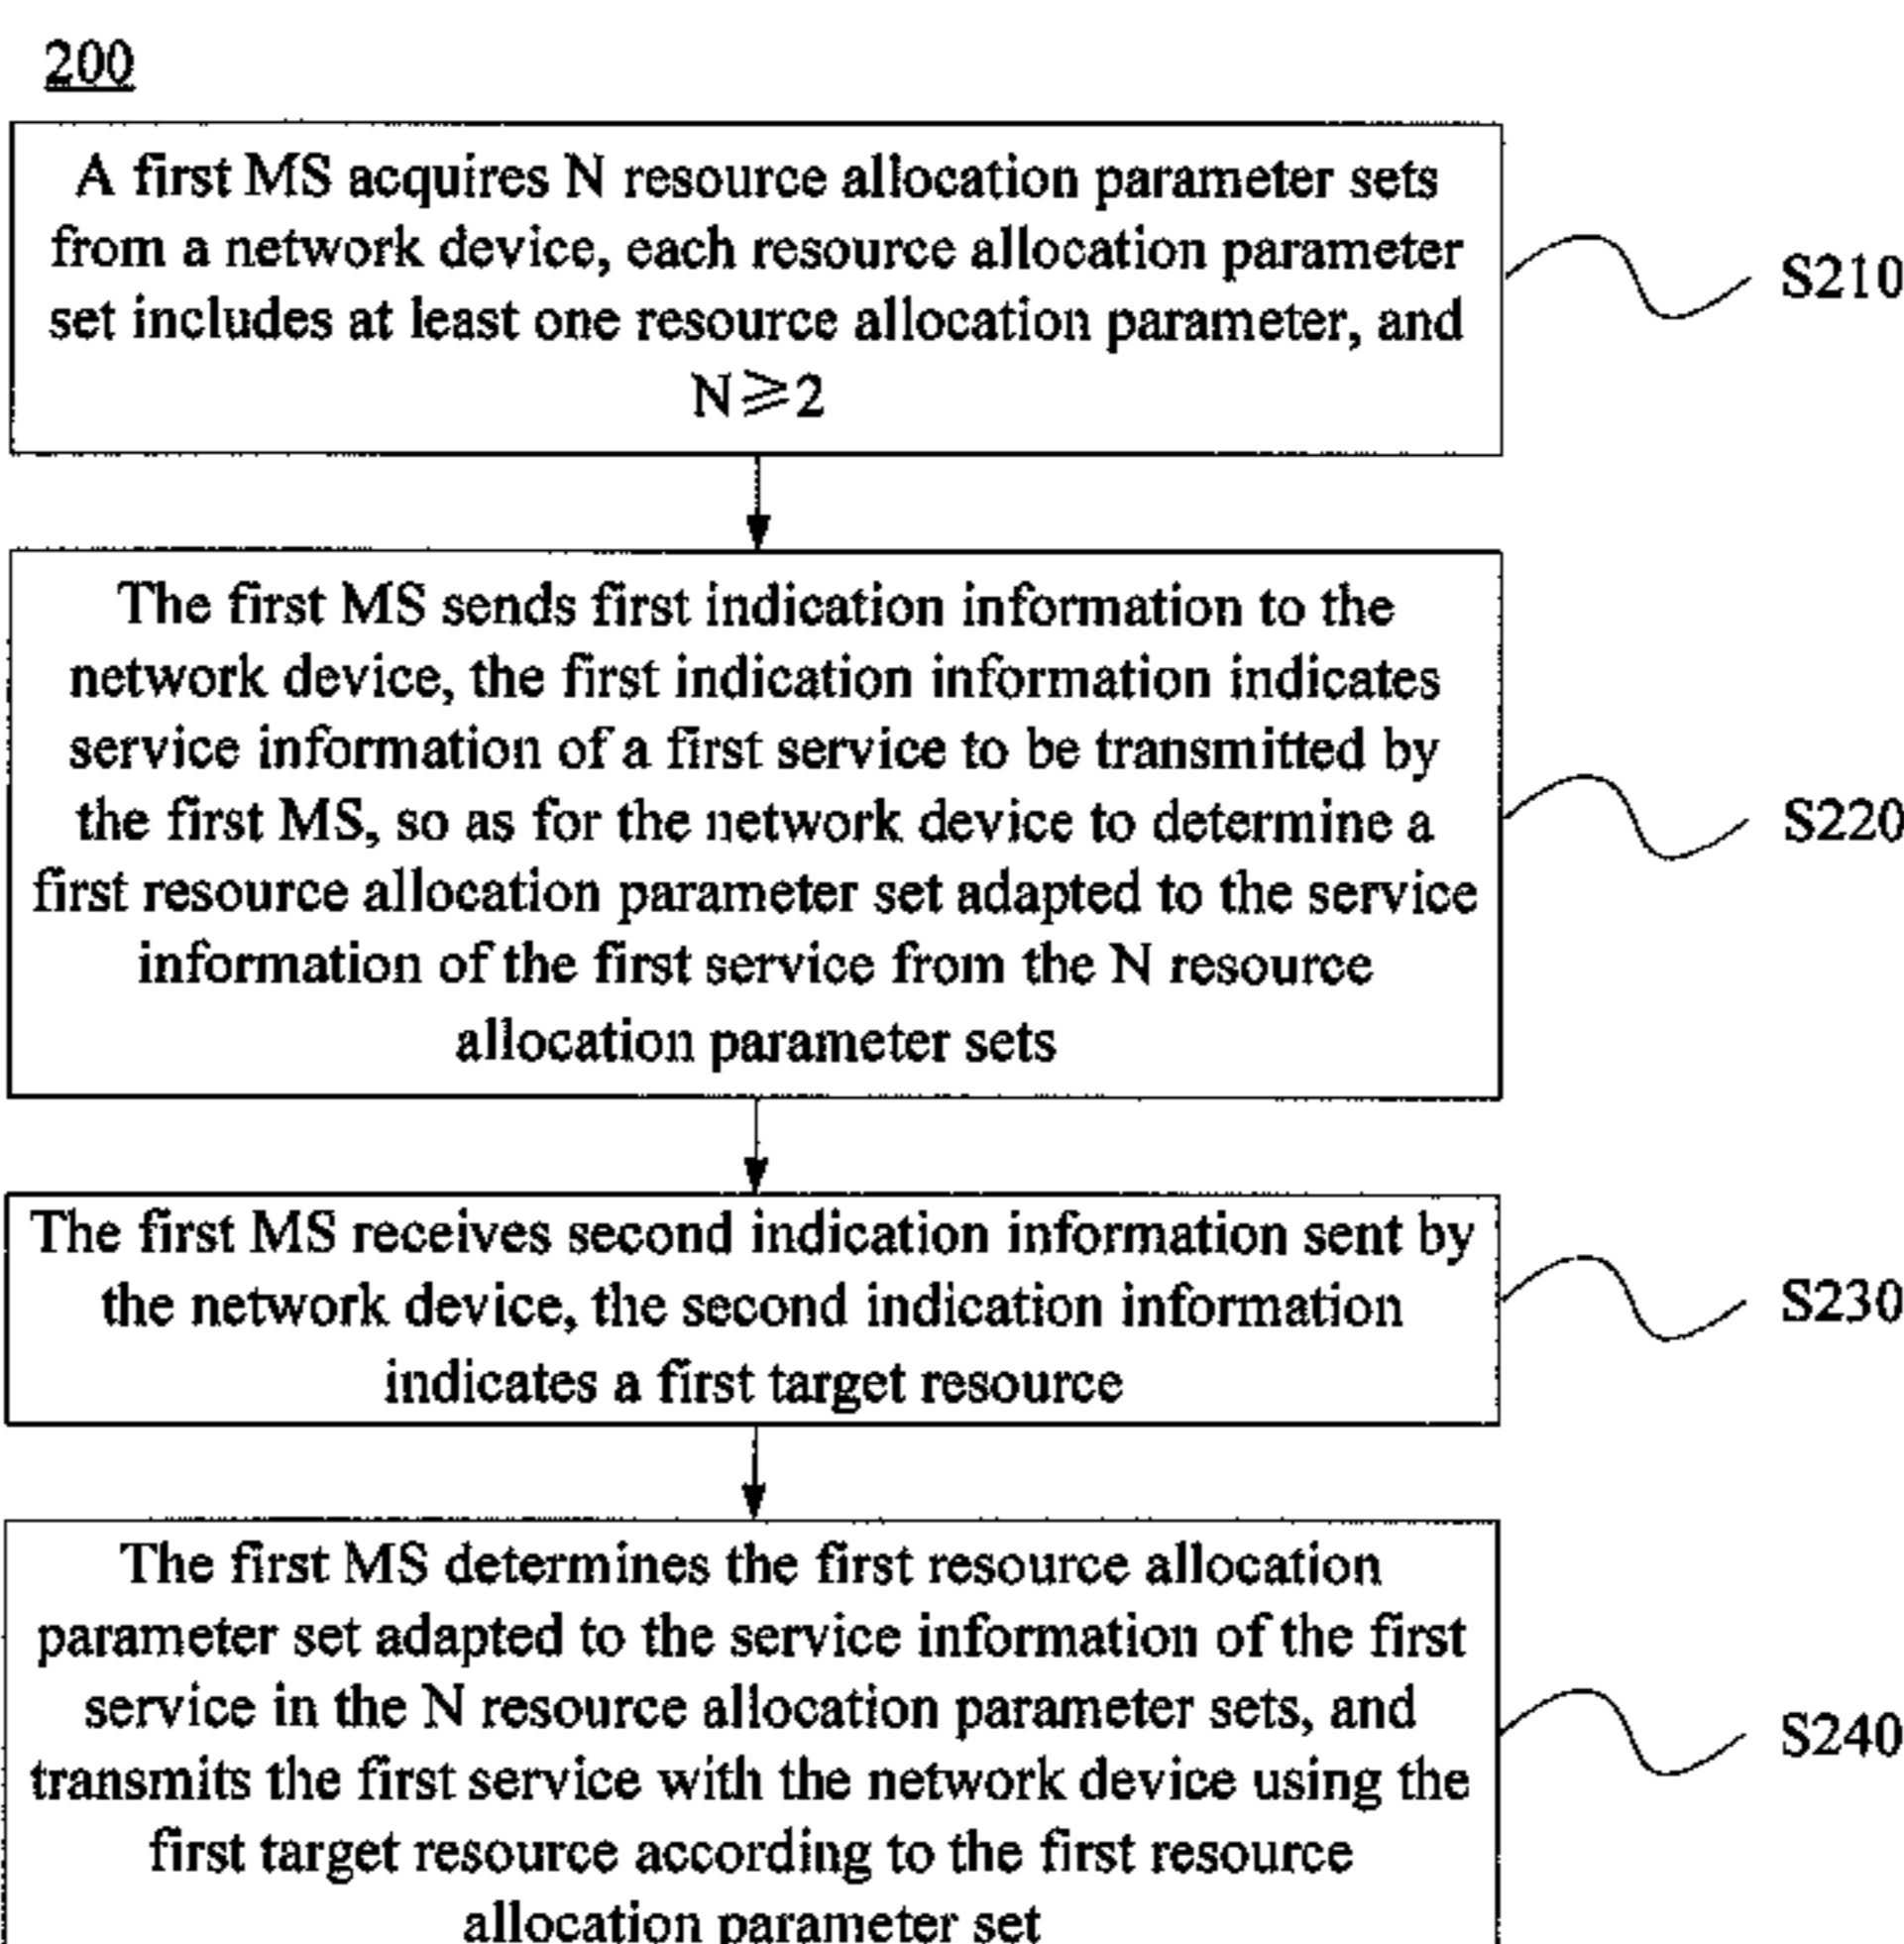 200
A first MS acquires N resource allocation parameter sets
from a network device, each resource allocation parameter
set includes at least one resource allocation parameter, and
N⩾2
S210
The first MS sends first indication information to the
network device, the first indication information indicates
service information of a first service to be transmitted by
the first MS, so as for the network device to determine a
first resource allocation parameter set adapted to the service
information of the first service from the N resource
allocation parameter sets
S220
The first MS receives second indication information sent by
the network device, the second indication information
indicates a first target resource
S230
The first MS determines the first resource allocation
parameter set adapted to the service information of the first
service in the N resource allocation parameter sets, and
transmits the first service with the network device using the
first target resource according to the first resource
allocation parameter set
S240